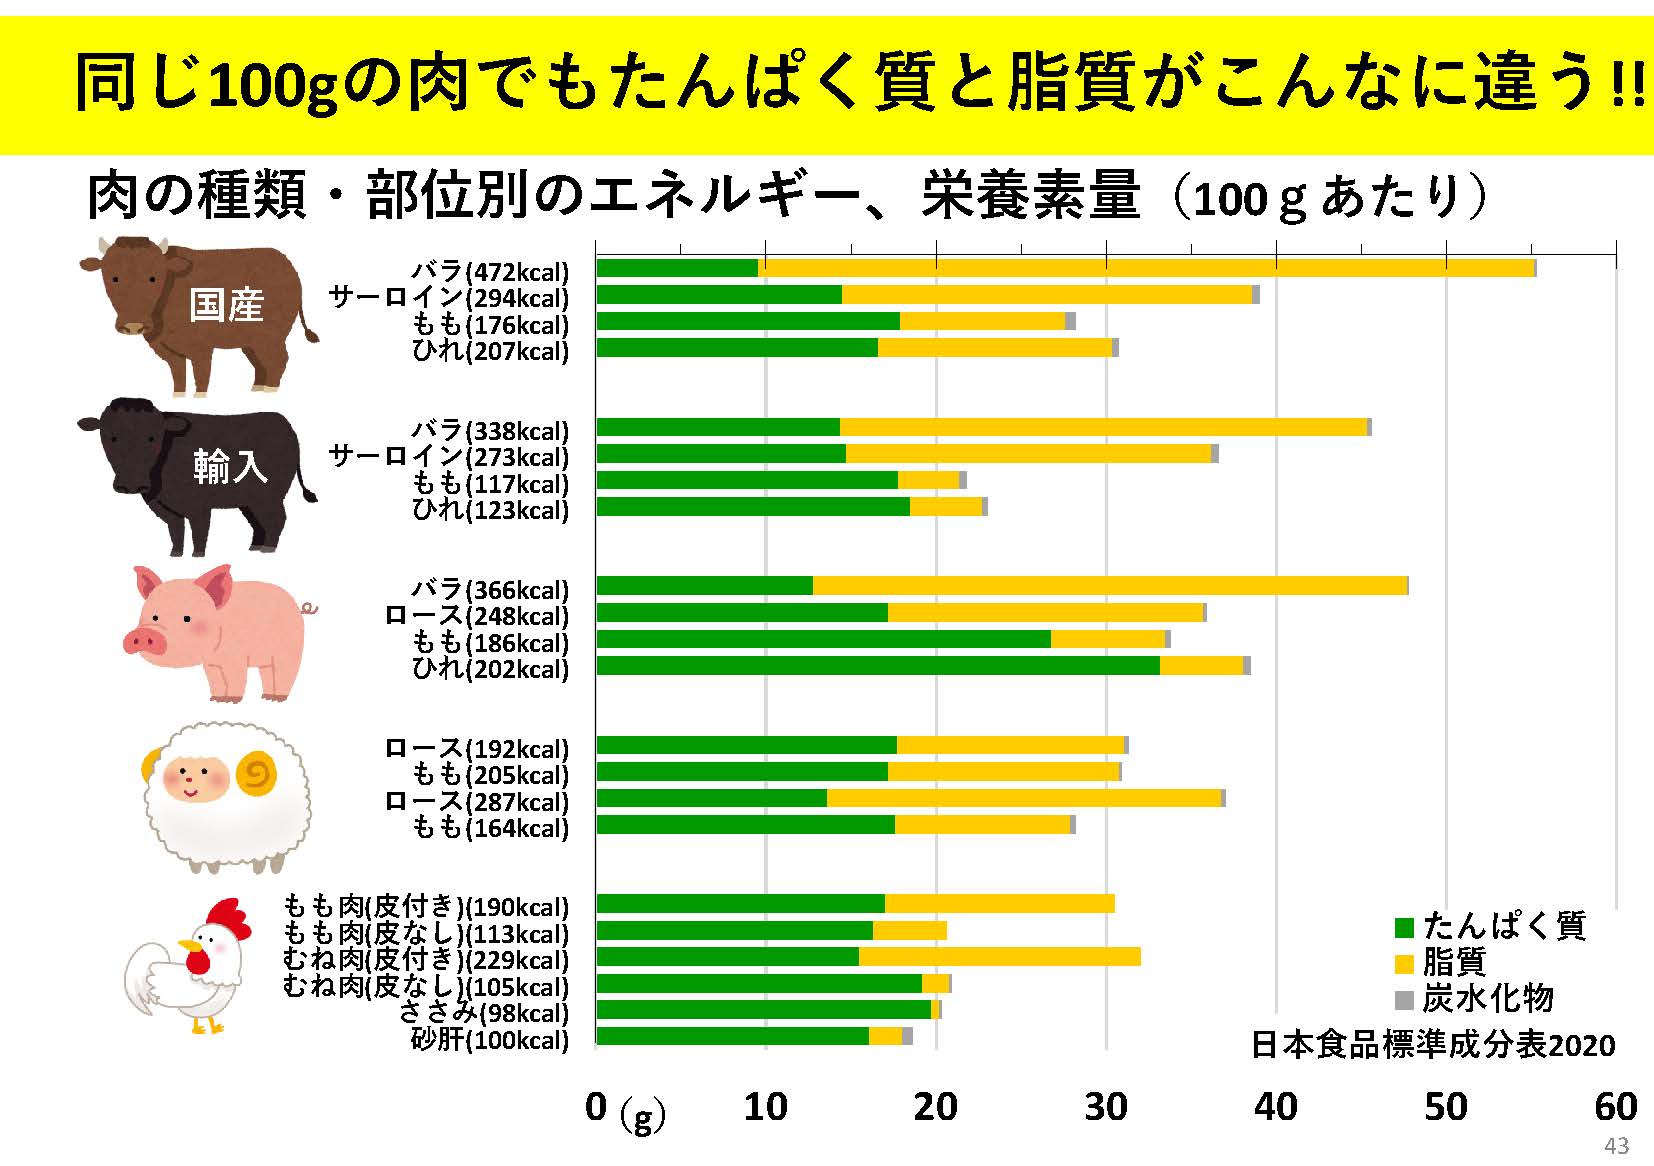 同じ100gの肉でもたんぱく質と脂質がこんなに違う!!
肉の種類・部位別のエネルギー、栄養素量（100ｇあたり）
国産
バラ(472kcal)
サーロイン(294kcal)
もも(176kcal)
ひれ(207kcal)
輸入
バラ(338kcal)
サーロイン(273kcal)
もも(117kcal)
ひれ(123kcal)
バラ(366kcal)
ロース(248kcal)
もも(186kcal)
ひれ(202kcal)
ロース(192kcal)
もも(205kcal)
ロース(287kcal)
もも(164kcal)
もも肉(皮付き)(190kcal)
もも肉(皮なし)(113kcal)
むね肉(皮付き)(229kcal)
むね肉(皮なし)(105kcal)
ささみ(98kcal)
砂肝(100kcal)
たんぱく質
脂質
炭水化物
日本食品標準成分表2020
0（g） 10 20 30 40 50 60
43